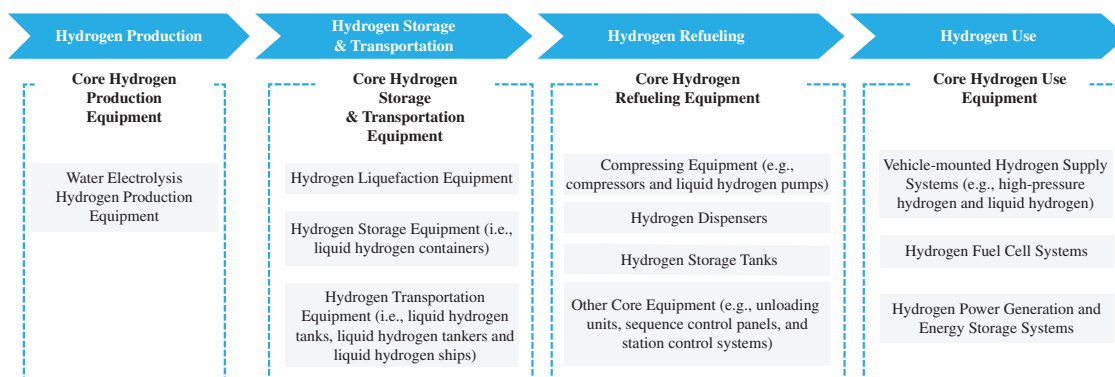 Hydrogen Production
Hydrogen Storage
& Transportation
Hydrogen Refueling
Hydrogen Use
Core Hydrogen
Production
Equipment
Water Electrolysis
Hydrogen Production
Equipment
Core Hydrogen
Storage
& Transportation
Equipment
Hydrogen Liquefaction Equipment
Hydrogen Storage Equipment (i.e.,
liquid hydrogen containers)
Hydrogen Transportation
Equipment (i.e., liquid hydrogen
tanks, liquid hydrogen tankers and
liquid hydrogen ships)
Core Hydrogen
Refueling Equipment
Compressing Equipment (e.g.,
compressors and liquid hydrogen pumps)
Hydrogen Dispensers
Hydrogen Storage Tanks
Other Core Equipment (e.g., unloading
units, sequence control panels, and
station control systems)
Core Hydrogen Use
Equipment
Vehicle-mounted Hydrogen Supply
Systems (e.g., high-pressure
hydrogen and liquid hydrogen)
Hydrogen Fuel Cell Systems
Hydrogen Power Generation and
Energy Storage Systems